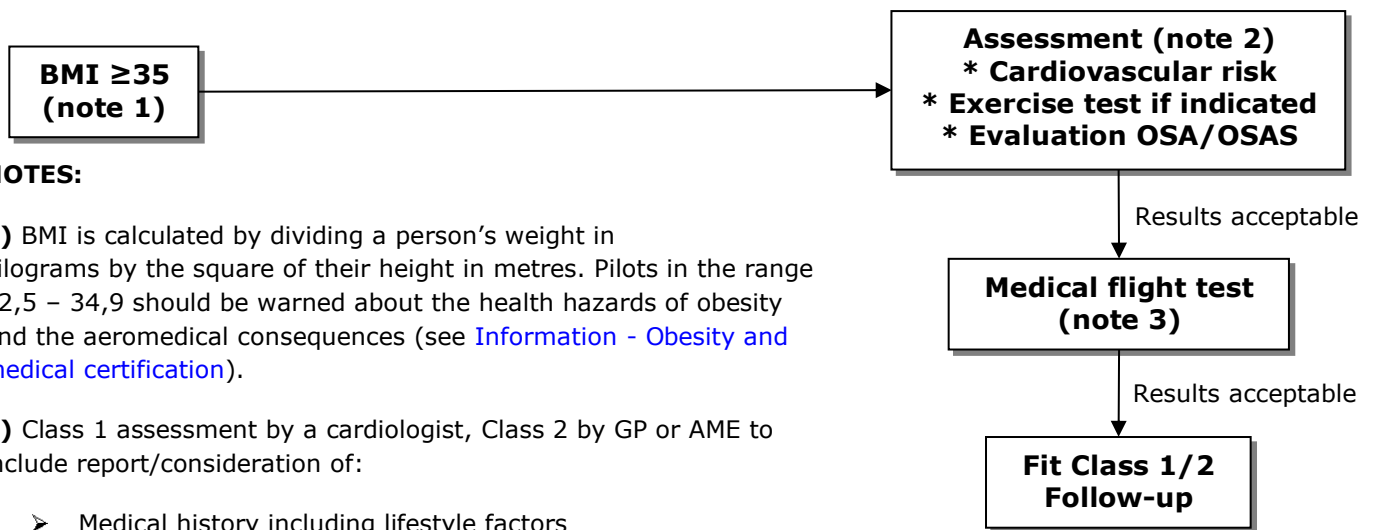 BMI ≥35
(note 1)
Assessment (note 2)
* Cardiovascular risk
* Exercise test if indicated
* Evaluation OSA/OSAS
Results acceptable
Medical flight test
(note 3)
Results acceptable
Fit Class 1/2
Follow-up
OTES:
) BMI is calculated by dividing a person’s weight in
ilograms by the square of their height in metres. Pilots in the range
2,5 – 34,9 should be warned about the health hazards of obesity
nd the aeromedical consequences (see Information - Obesity and
edical certification).
) Class 1 assessment by a cardiologist, Class 2 by GP or AME to
nclude report/consideration of:
➢ Medical history including lifestyle factors